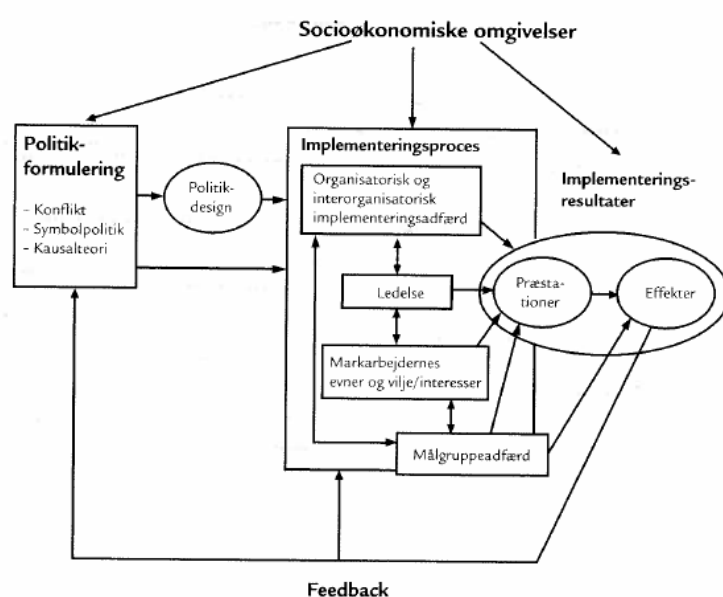 Socioøkonomiske omgivelser
Politik-
formulering
– Konflikt
– Symbolpolitik
– Kausalteori
Politik-
design
Implementeringsproces
Organisatorisk og
interorganisatorisk
implementeringsadfærd
Ledelse
Markarbejdernes
evner og vilje/interesser
Målgruppeadfærd
Implementerings-
resultater
Præsta-
tioner
Effekter
Feedback